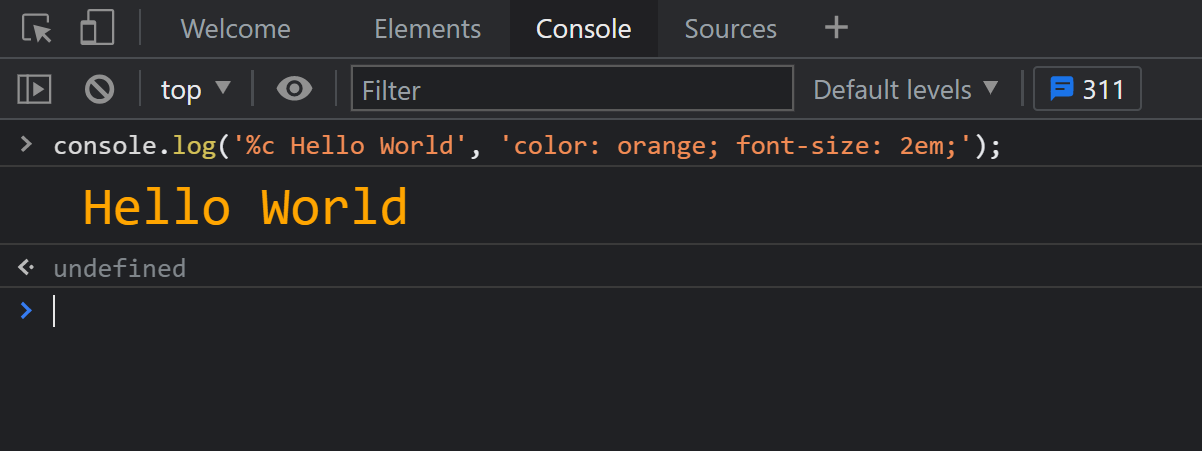 Welcome Elements Console Sources
top Filter Default levels 311
console.log('%c Hello World', 'color: orange; font-size: 2em;');
Hello World
undefined